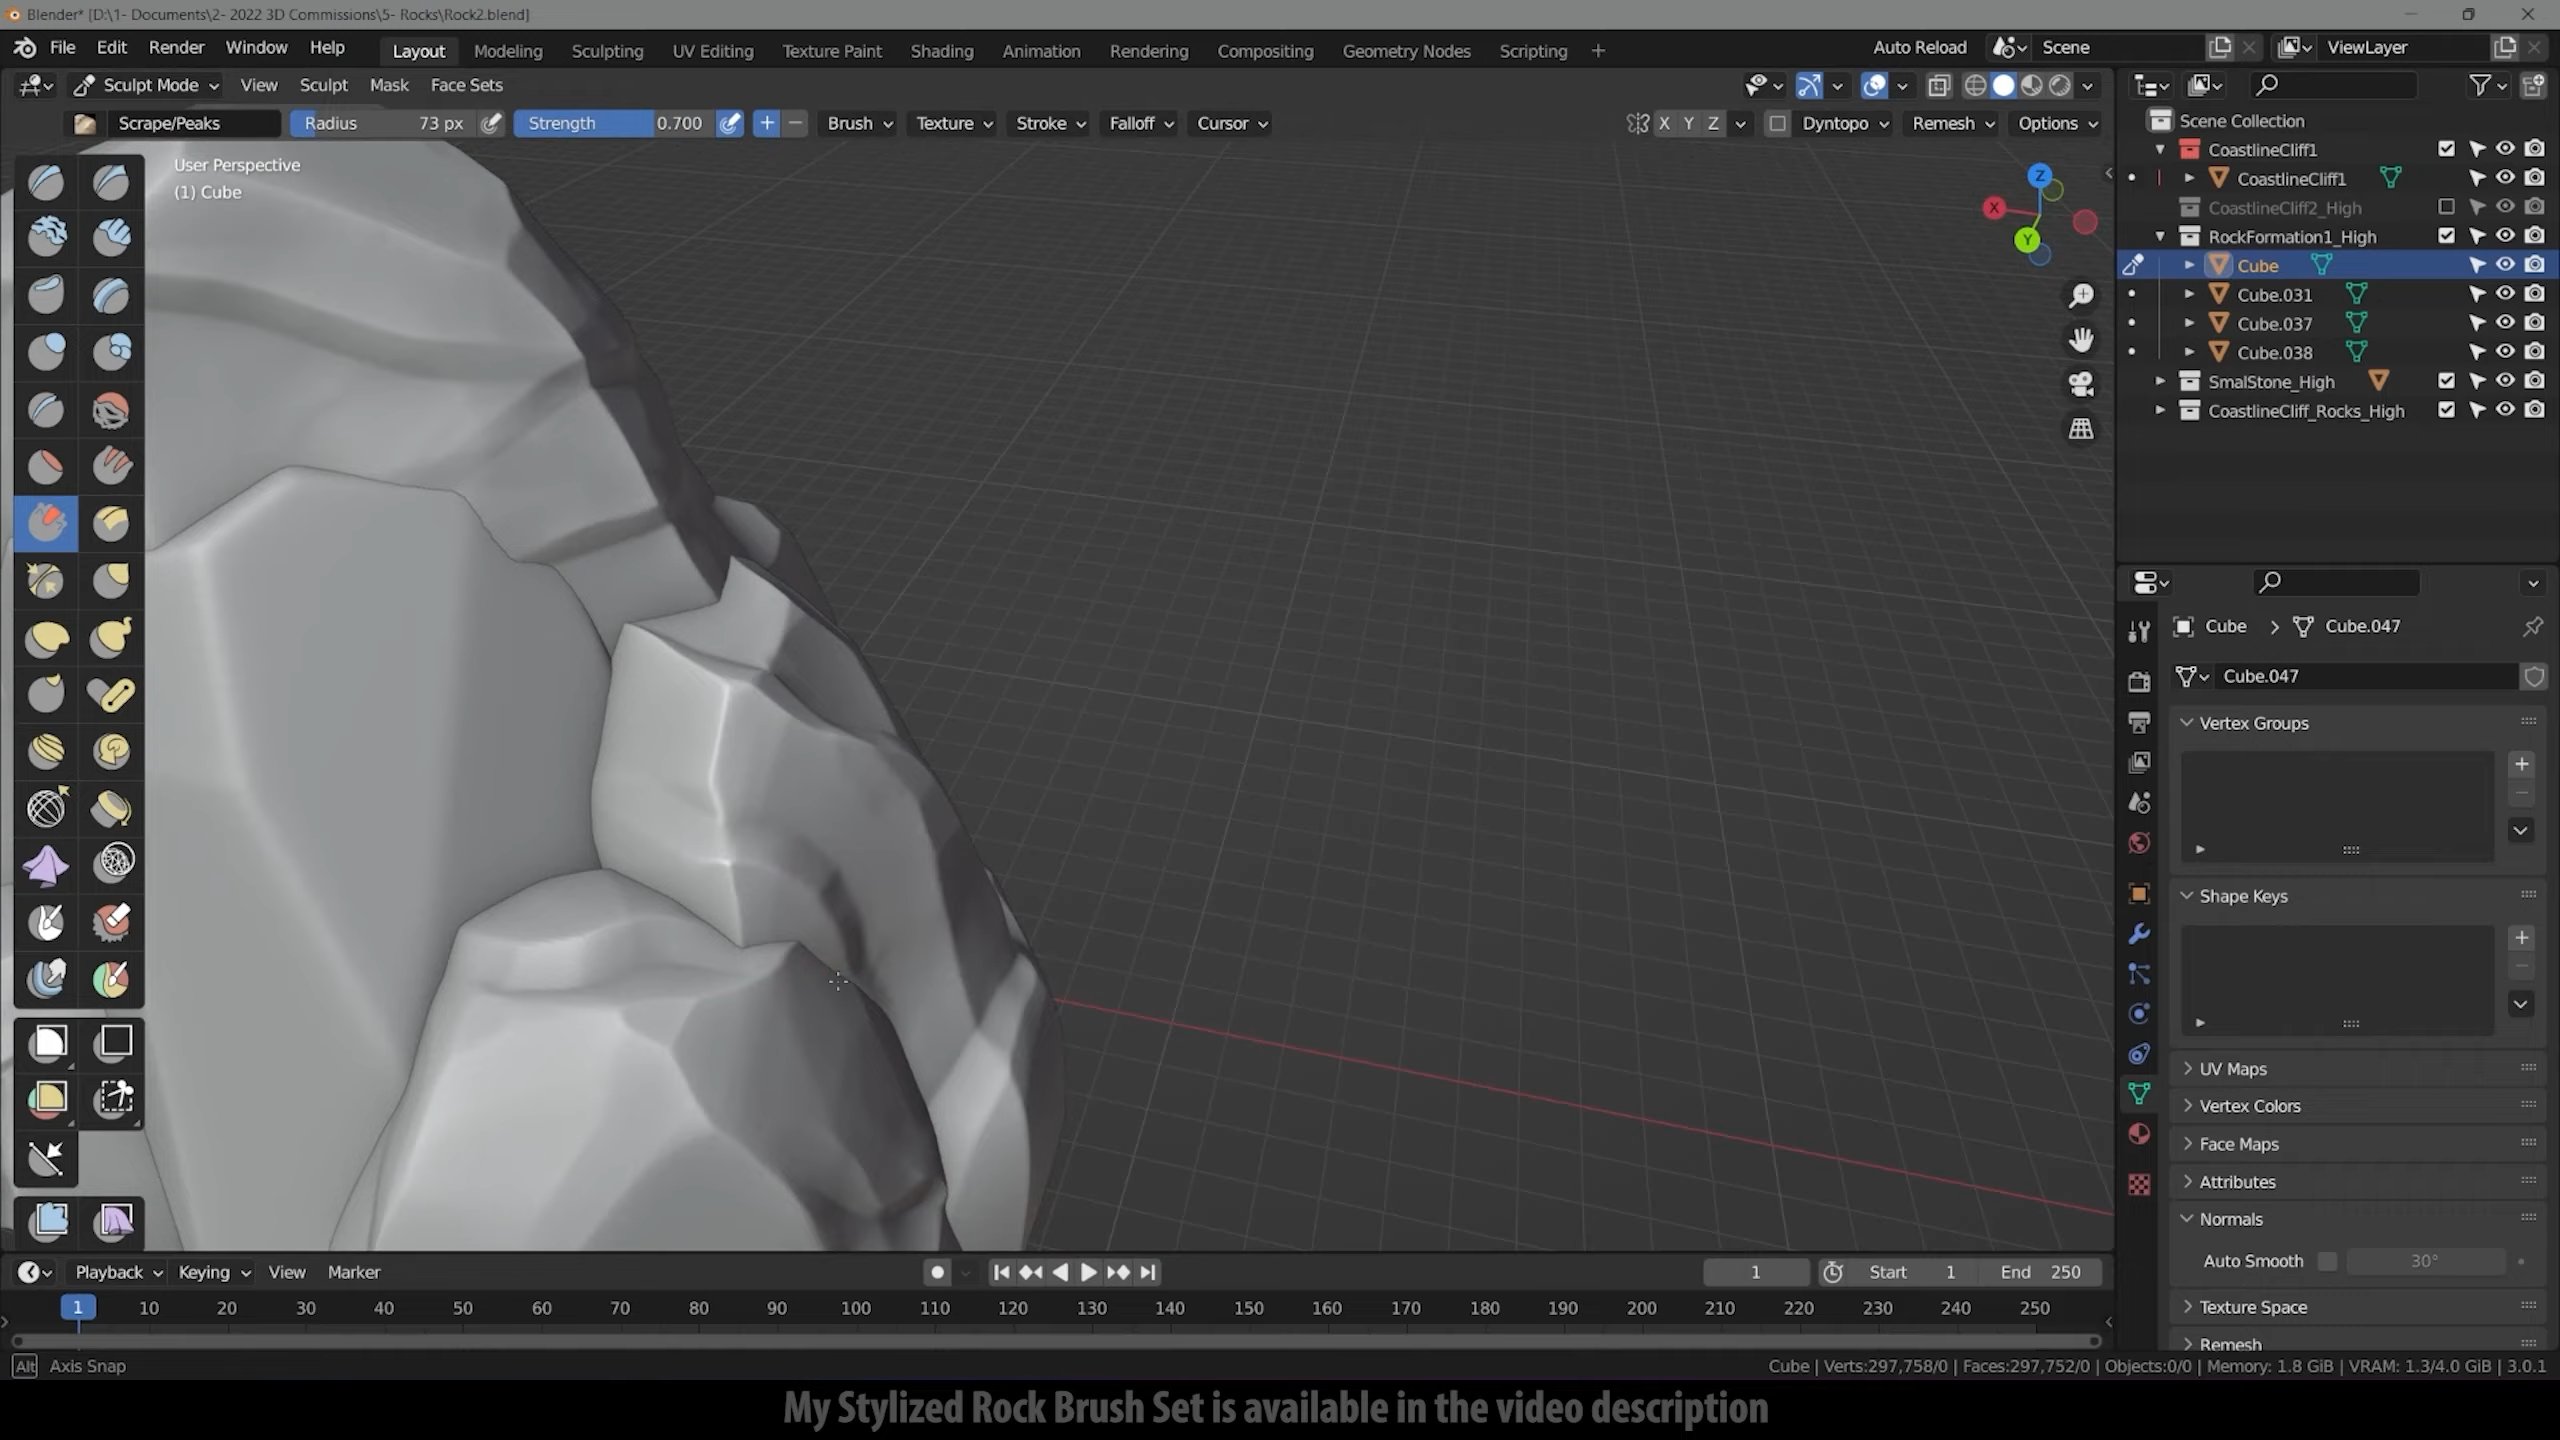 Blender* [D:\1- Documents\2- 2022 3D Commissions\5- Rocks\Rock2.blend]
File Edit Render Window Help Layout Modeling Sculpting UV Editing Texture Paint Shading Animation Rendering Compositing Geometry Nodes Scripting + Auto Reload Scene ViewLayer
Sculpt Mode View Sculpt Mask Face Sets
Scrape/Peaks Radius 73 px Strength 0.700 Brush Texture Stroke Falloff Cursor X Y Z Dyntopo Remesh Options
User Perspective
(1) Cube
Z
X
Y
Scene Collection
CoastlineCliff1
CoastlineCliff1
CoastlineCliff2_High
RockFormation1_High
Cube
Cube.031
Cube.037
Cube.038
SmalStone_High
CoastlineCliff_Rocks_High
Cube > Cube.047
Cube.047
Vertex Groups
Shape Keys
UV Maps
Vertex Colors
Face Maps
Attributes
Normals
Auto Smooth 30°
Texture Space
Remesh
Playback Keying View Marker 1 Start 1 End 250
1 10 20 30 40 50 60 70 80 90 100 110 120 130 140 150 160 170 180 190 200 210 220 230 240 250
Alt Axis Snap
Cube | Verts:297,758/0 | Faces:297,752/0 | Objects:0/0 | Memory: 1.8 GiB | VRAM: 1.3/4.0 GiB | 3.0.1
My Stylized Rock Brush Set is available in the video description